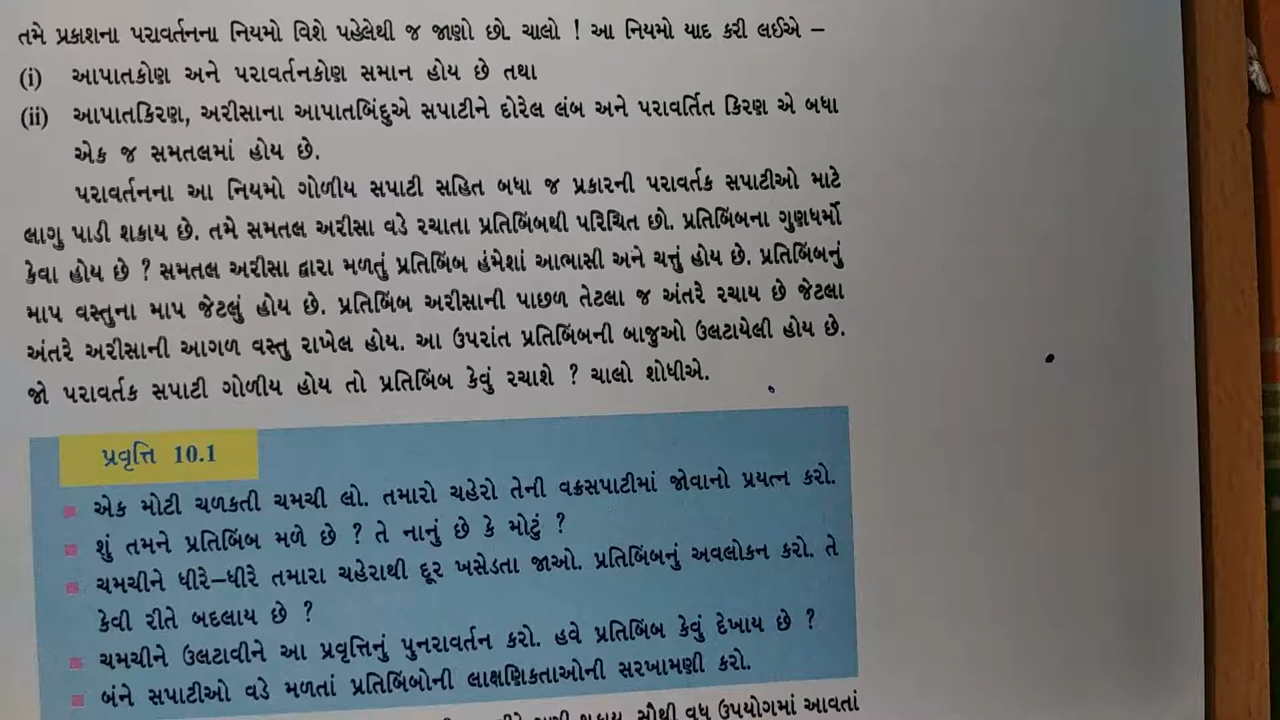 તમે પ્રકાશના પરાવર્તનના નિયમો વિશે પહેલેથી જ જાણો છો. ચાલો ! આ નિયમો યાદ કરી લઈએ –
(i) આપાતકોણ અને પરાવર્તનકોણ સમાન હોય છે તથા
(ii) આપાતકિરણ, અરીસાના આપાતબિંદુએ સપાટીને દોરેલ લંબ અને પરાવર્તિત કિરણ એ બધા
એક જ સમતલમાં હોય છે.
પરાવર્તનના આ નિયમો ગોળીય સપાટી સહિત બધા જ પ્રકારની પરાવર્તક સપાટીઓ માટે
લાગુ પાડી શકાય છે. તમે સમતલ અરીસા વડે રચાતા પ્રતિબિંબથી પરિચિત છો. પ્રતિબિંબના ગુણધર્મો
કેવા હોય છે ? સમતલ અરીસા દ્વારા મળતું પ્રતિબિંબ હંમેશાં આભાસી અને ચત્તું હોય છે. પ્રતિબિંબનું
માપ વસ્તુના માપ જેટલું હોય છે. પ્રતિબિંબ અરીસાની પાછળ તેટલા જ અંતરે રચાય છે જેટલા
અંતરે અરીસાની આગળ વસ્તુ રાખેલ હોય. આ ઉપરાંત પ્રતિબિંબની બાજુઓ ઉલટાયેલી હોય છે.
જો પરાવર્તક સપાટી ગોળીય હોય તો પ્રતિબિંબ કેવું રચાશે ? ચાલો શોધીએ.
પ્રવૃત્તિ 10.1
એક મોટી ચળકતી ચમચી લો. તમારો ચહેરો તેની વક્રસપાટીમાં જોવાનો પ્રયત્ન કરો.
શું તમને પ્રતિબિંબ મળે છે ? તે નાનું છે કે મોટું ?
ચમચીને ધીરે–ધીરે તમારા ચહેરાથી દૂર ખસેડતા જાઓ. પ્રતિબિંબનું અવલોકન કરો. તે
કેવી રીતે બદલાય છે ?
ચમચીને ઉલટાવીને આ પ્રવૃત્તિનું પુનરાવર્તન કરો. હવે પ્રતિબિંબ કેવું દેખાય છે ?
બંને સપાટીઓ વડે મળતાં પ્રતિબિંબોની લાક્ષણિકતાઓની સરખામણી કરો.
સૌથી વધુ ઉપયોગમાં આવતાં